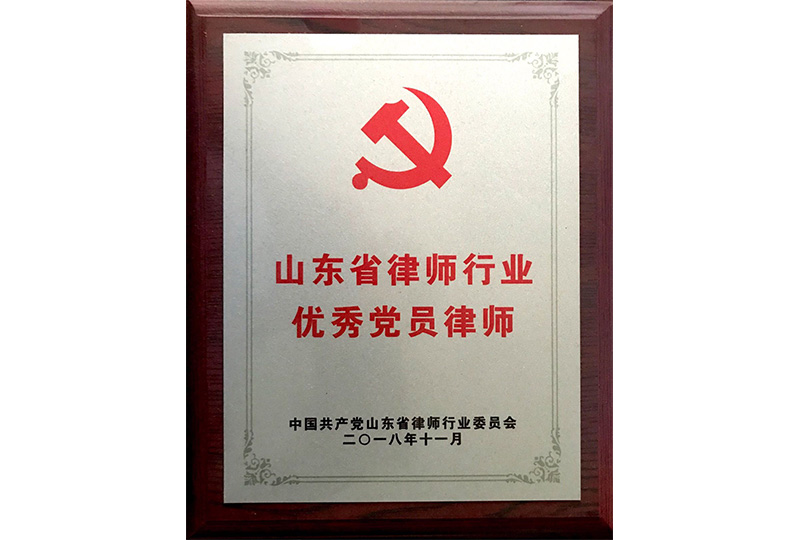 山东省律师行业
优秀党员律师
中国共产党山东省律师行业委员会
二〇一八年十一月